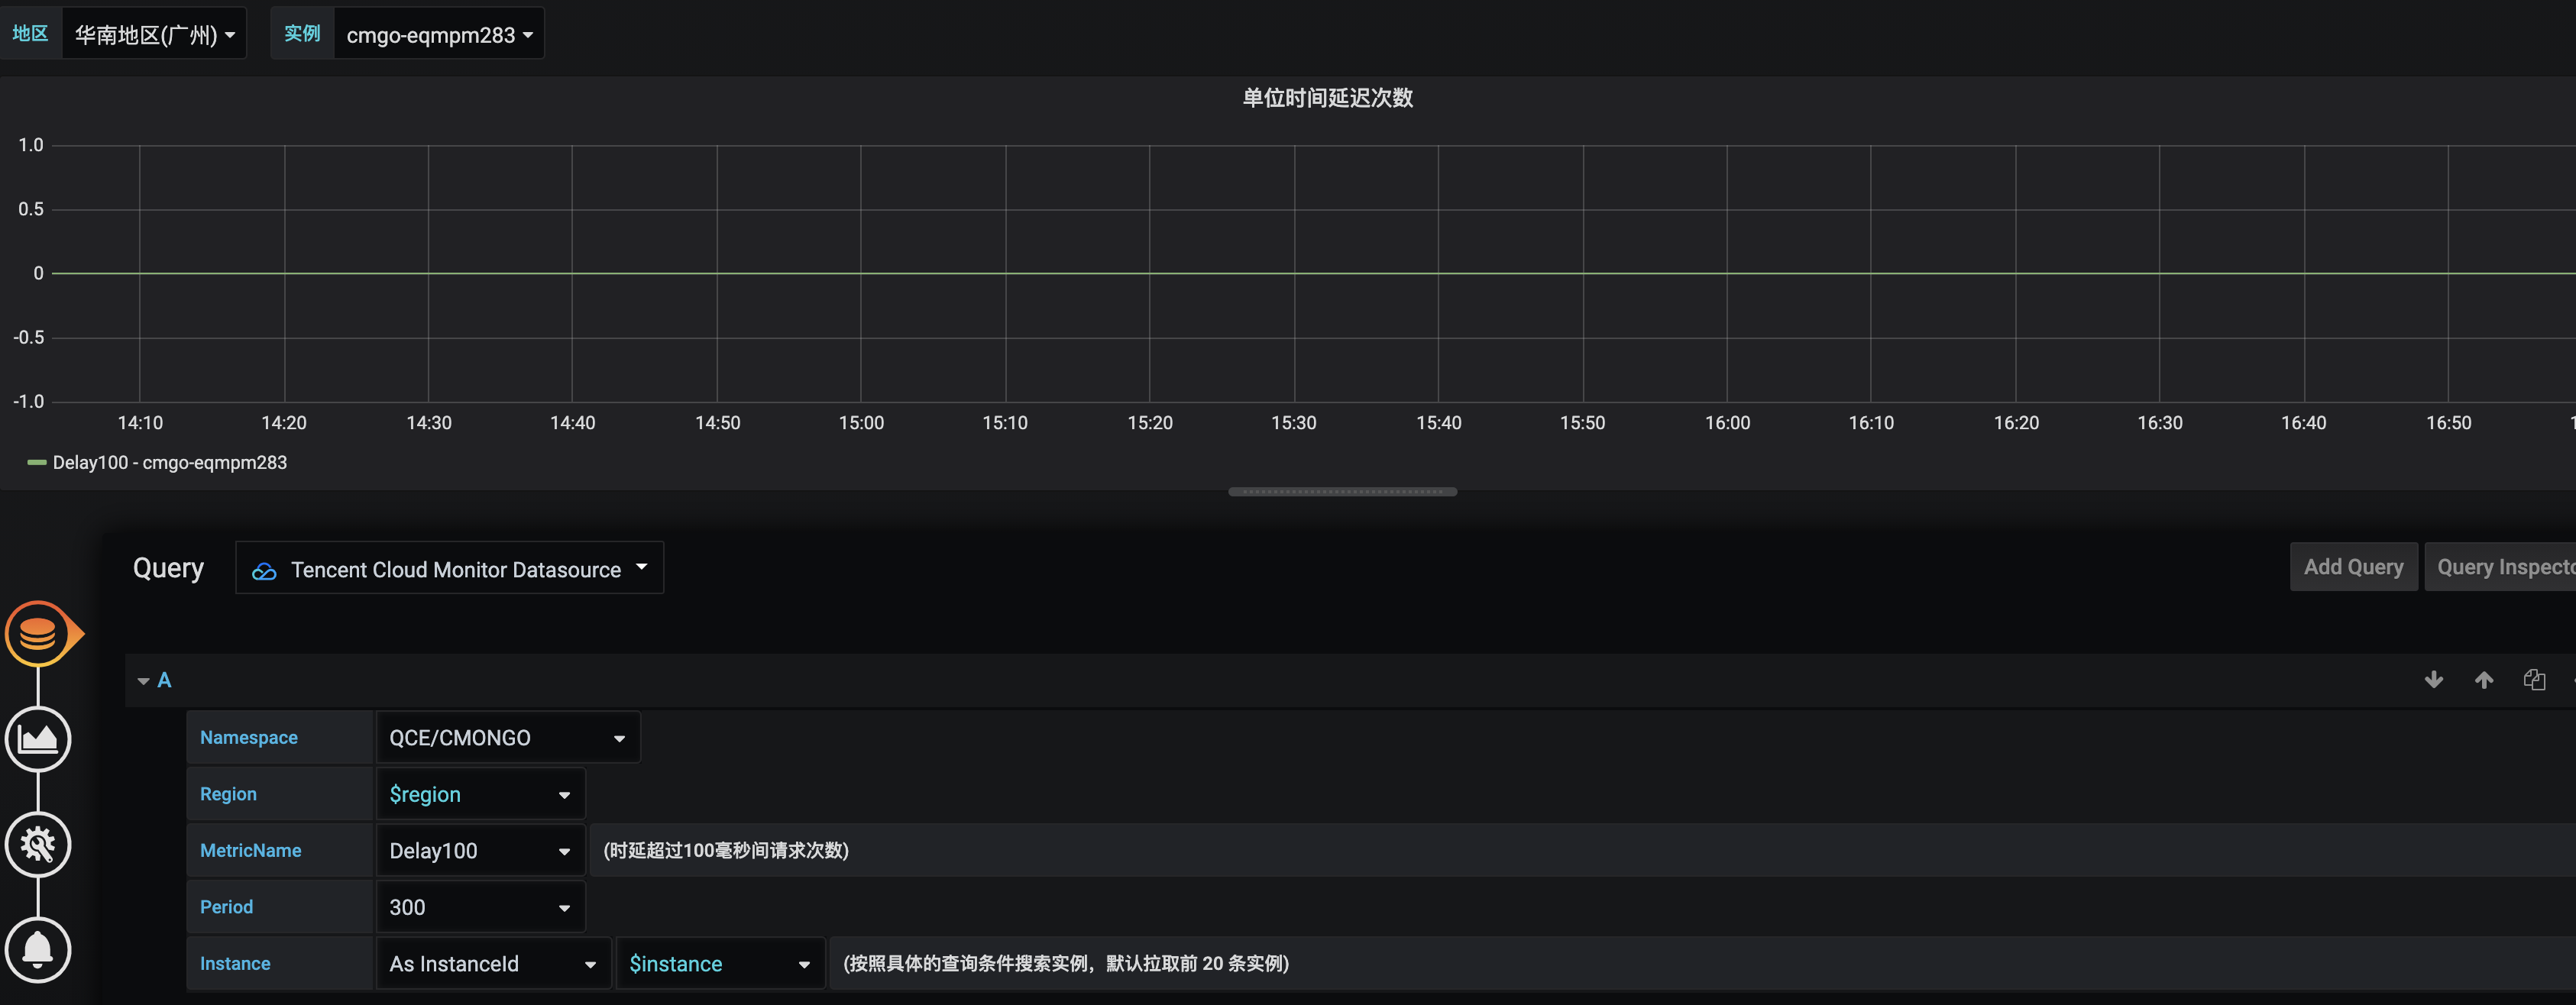 地区 华南地区(广州) 实例 cmgo-eqmpm283
单位时间延迟次数
1.0
0.5
0
-0.5
-1.0
14:10 14:20 14:30 14:40 14:50 15:00 15:10 15:20 15:30 15:40 15:50 16:00 16:10 16:20 16:30 16:40 16:50
Delay100 - cmgo-eqmpm283
Query Tencent Cloud Monitor Datasource Add Query Query
A
Namespace QCE/CMONGO
Region $region
MetricName Delay100 (时延超过100毫秒间请求次数)
Period 300
Instance As InstanceId $instance (按照具体的查询条件搜索实例，默认拉取前 20 条实例)